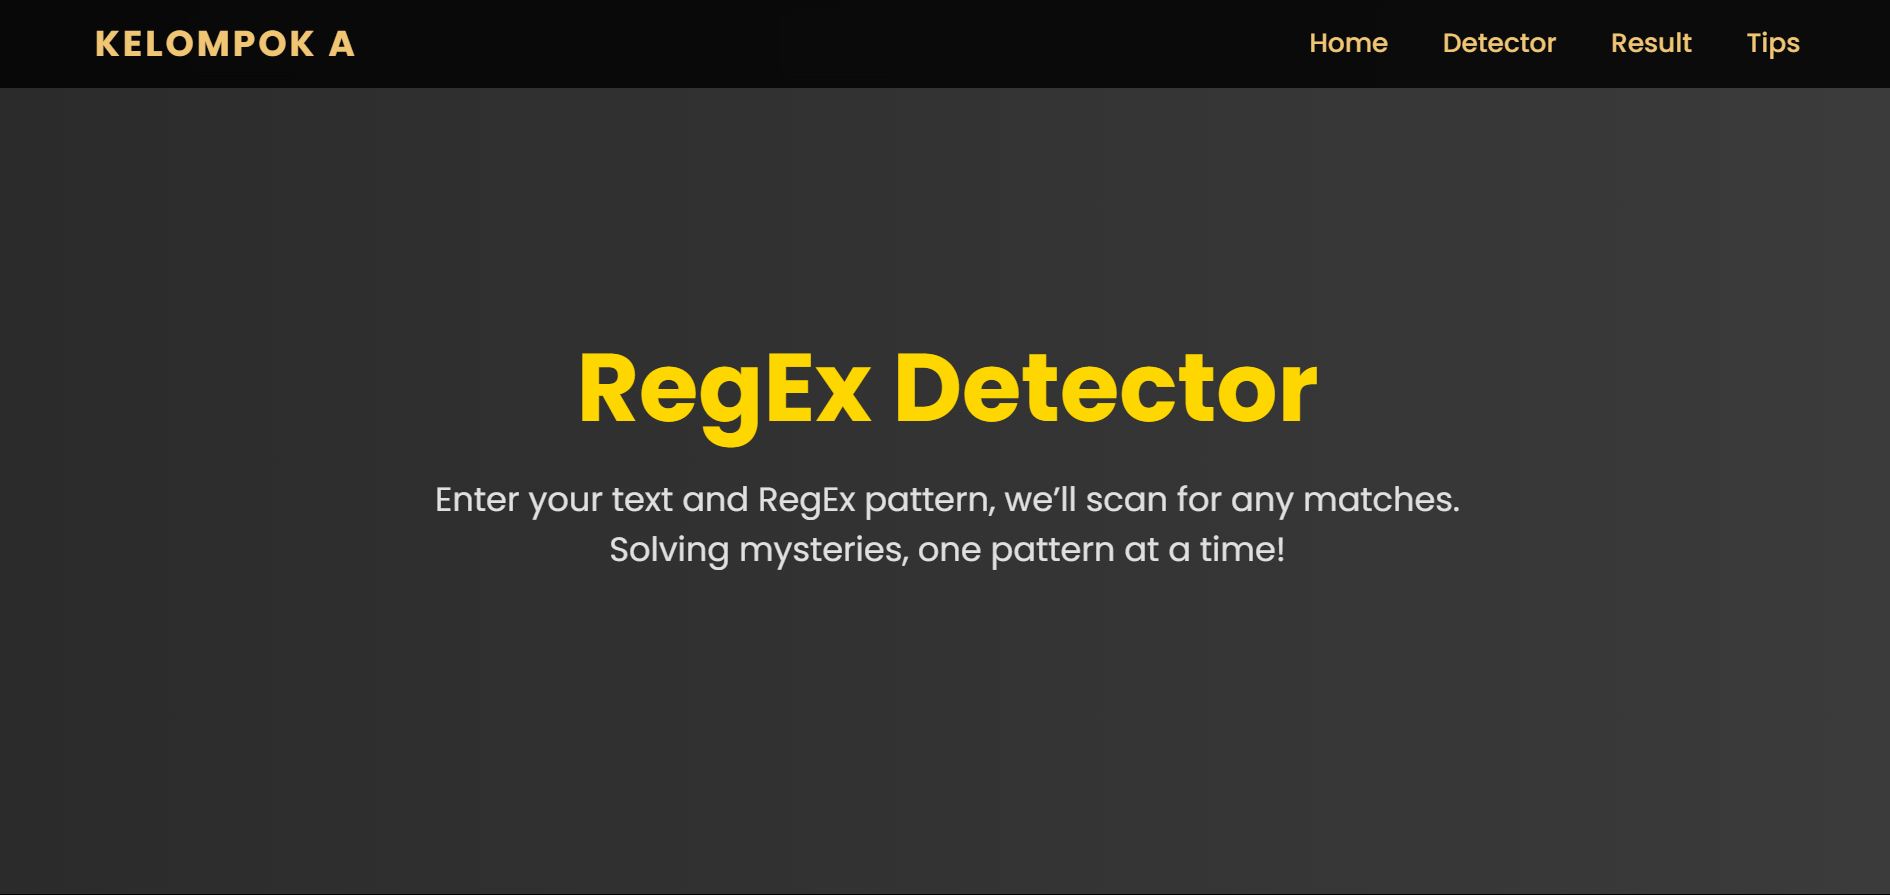 KELOMPOK A
Home Detector Result Tips
RegEx Detector
Enter your text and RegEx pattern, we’ll scan for any matches.
Solving mysteries, one pattern at a time!